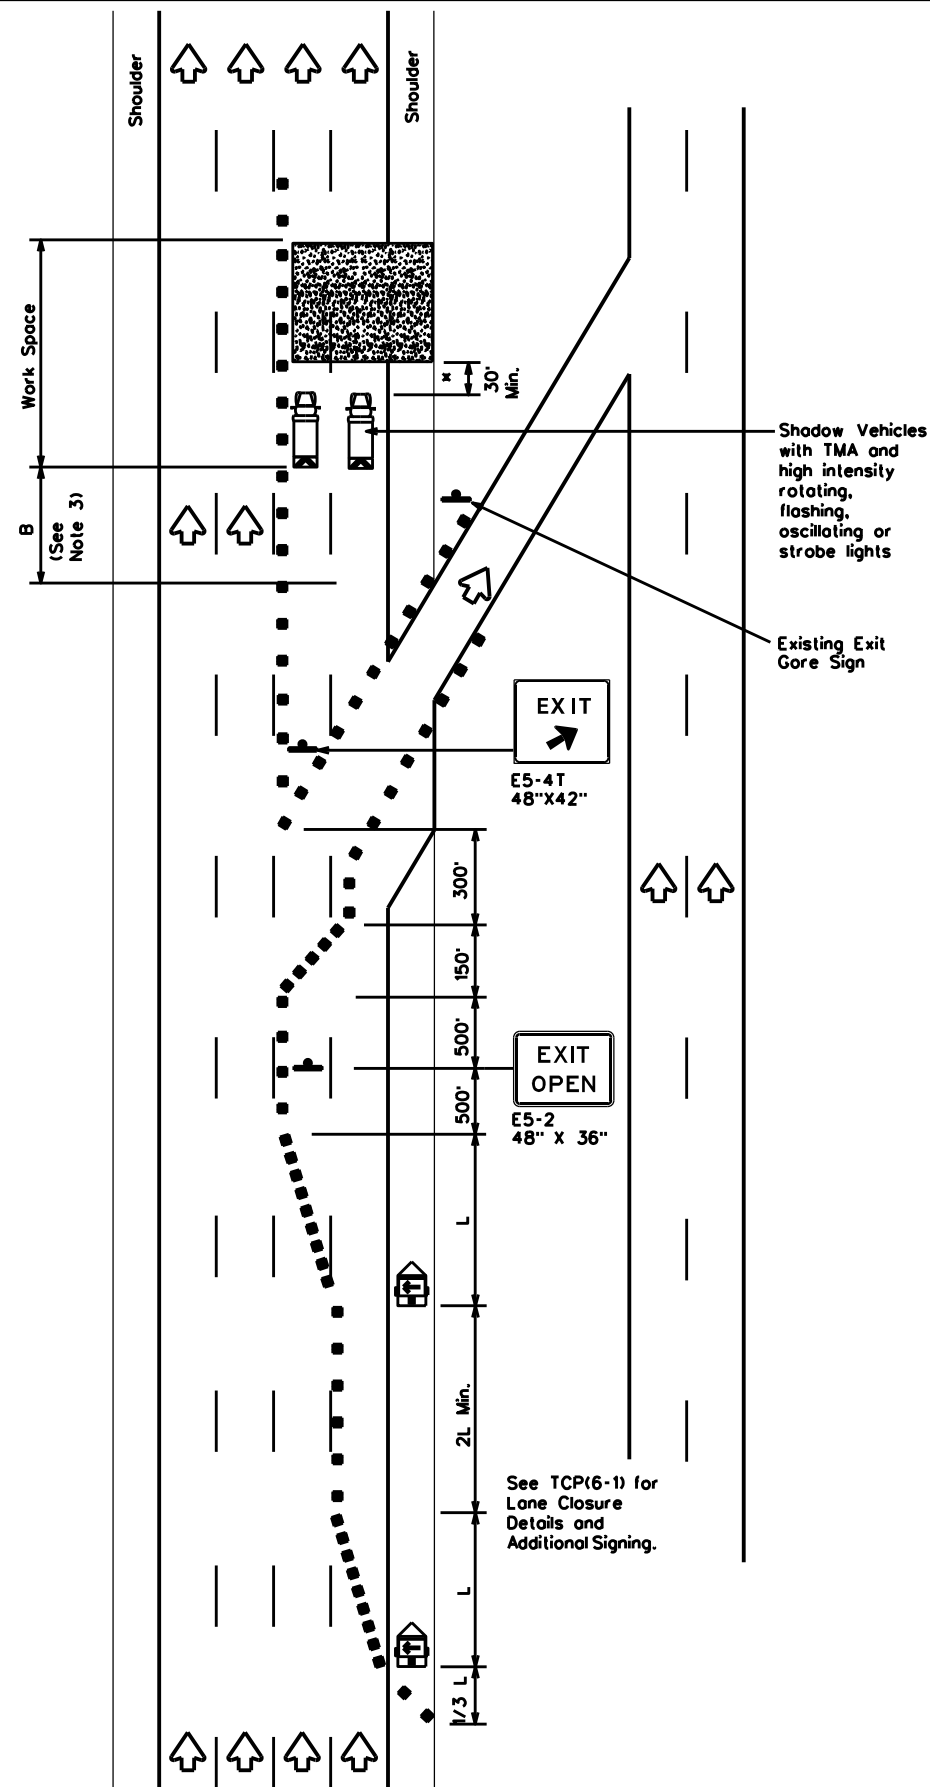 Shoulder
Shoulder
Work Space
x
30'
Min.
B
(See
Note 3)
Shadow Vehicles
with TMA and
high intensity
rotating,
flashing,
oscillating or
strobe lights
Existing Exit
Gore Sign
EXIT
E5-4T
48"X42"
300'
150'
500'
EXIT
OPEN
500'
E5-2
48" X 36"
L
2L Min.
See TCP(6-1) for
Lane Closure
Details and
Additional Signing.
L
1/3 L